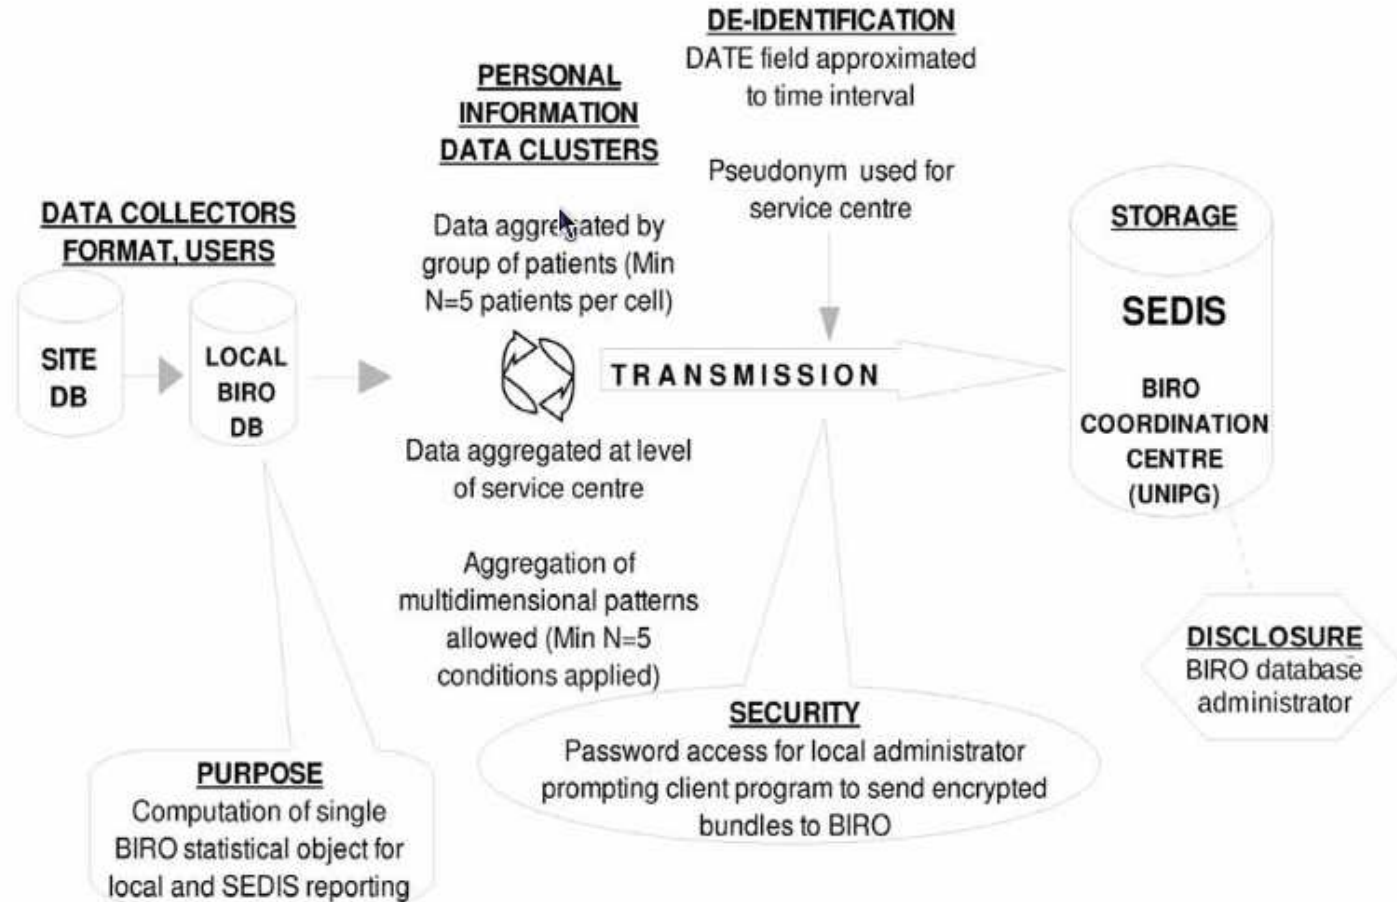 DATA COLLECTORS
FORMAT, USERS
SITE
DB
LOCAL
BIRO
DB
PURPOSE
Computation of single
BIRO statistical object for
local and SEDIS reporting
PERSONAL
INFORMATION
DATA CLUSTERS
Data aggregated by
group of patients (Min
N=5 patients per cell)
Data aggregated at level
of service centre
Aggregation of
multidimensional patterns
allowed (Min N=5
conditions applied)
DE-IDENTIFICATION
DATE field approximated
to time interval
Pseudonym used for
service centre
TRANSMISSION
SECURITY
Password access for local administrator
prompting client program to send encrypted
bundles to BIRO
STORAGE
SEDIS
BIRO
COORDINATION
CENTRE
(UNIPG)
DISCLOSURE
BIRO database
administrator